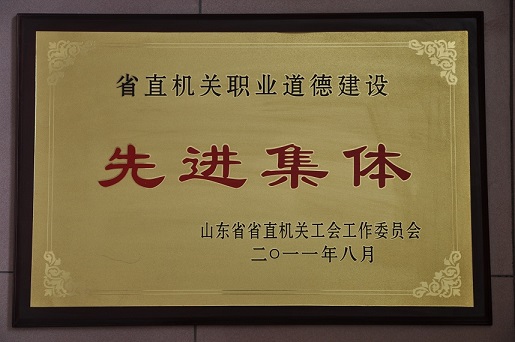 省直机关职业道德建设
先进集体
山东省省直机关工会工作委员会
二〇一一年八月